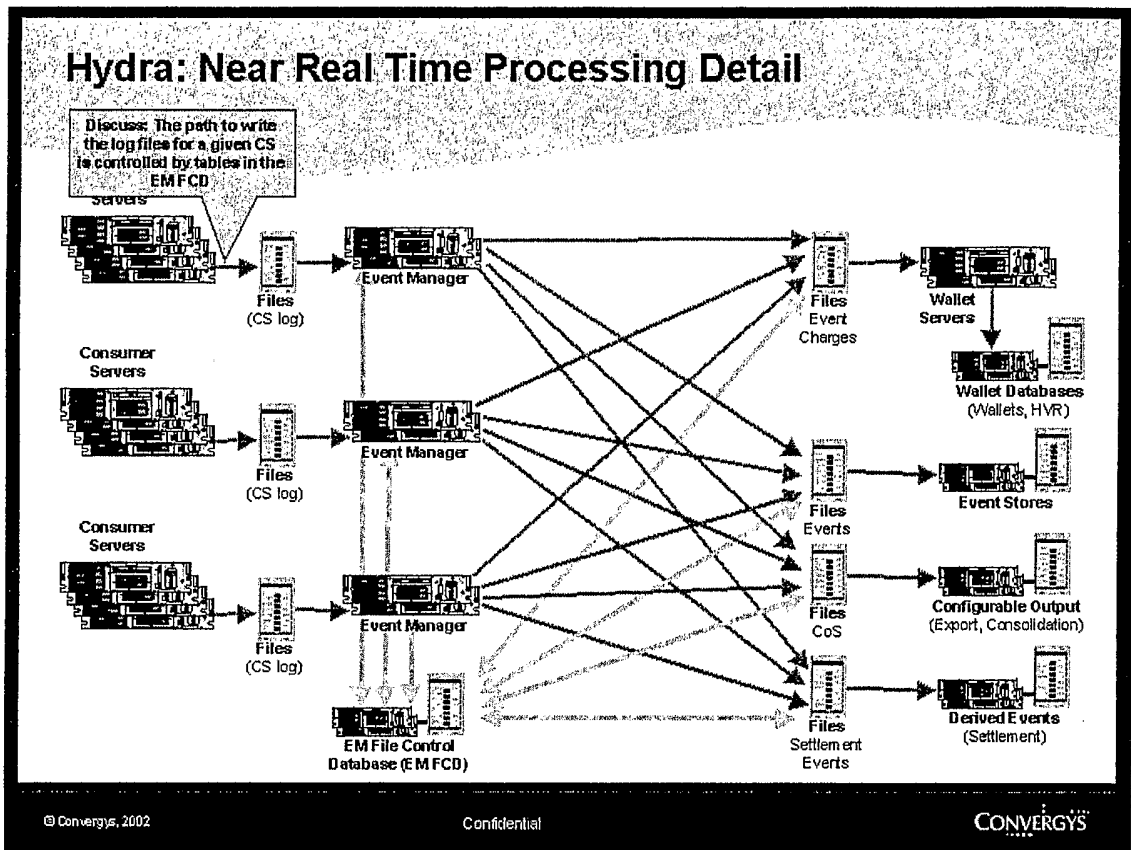 Hydra: Near Real Time Processing Detail
Discuss: The path to write
the log files for a given CS
is controlled by tables in the
EM FCD
Servers
Files
(CS log)
Event Manager
Files
Event
Charges
Wallet
Servers
Wallet Databases
(Wallets, HVR)
Consumer
Servers
Files
(CS log)
Event Manager
Files
Events
Event Stores
Consumer
Servers
Files
(CS log)
Event Manager
Files
CoS
Configurable Output
(Export, Consolidation)
EM File Control
Database (EM FCD)
Files
Settlement
Events
Derived Events
(Settlement)
© Convergys, 2002
Confidential
CONVERGYS